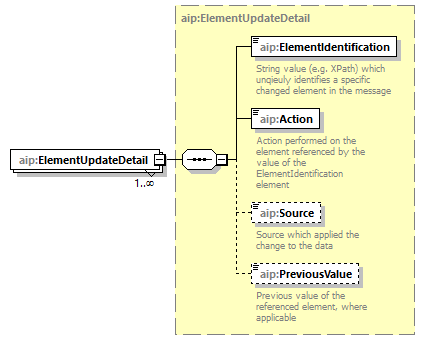 aip:ElementUpdateDetail
aip:ElementIdentification
String value (e.g. XPath) which
unqieuly identifies a specific
changed element in the message
aip:Action
Action performed on the
element referenced by the
value of the
ElementIdentification
element
aip:ElementUpdateDetail
1..∞
aip:Source
Source which applied the
change to the data
aip:PreviousValue
Previous value of the
referenced element, where
applicable